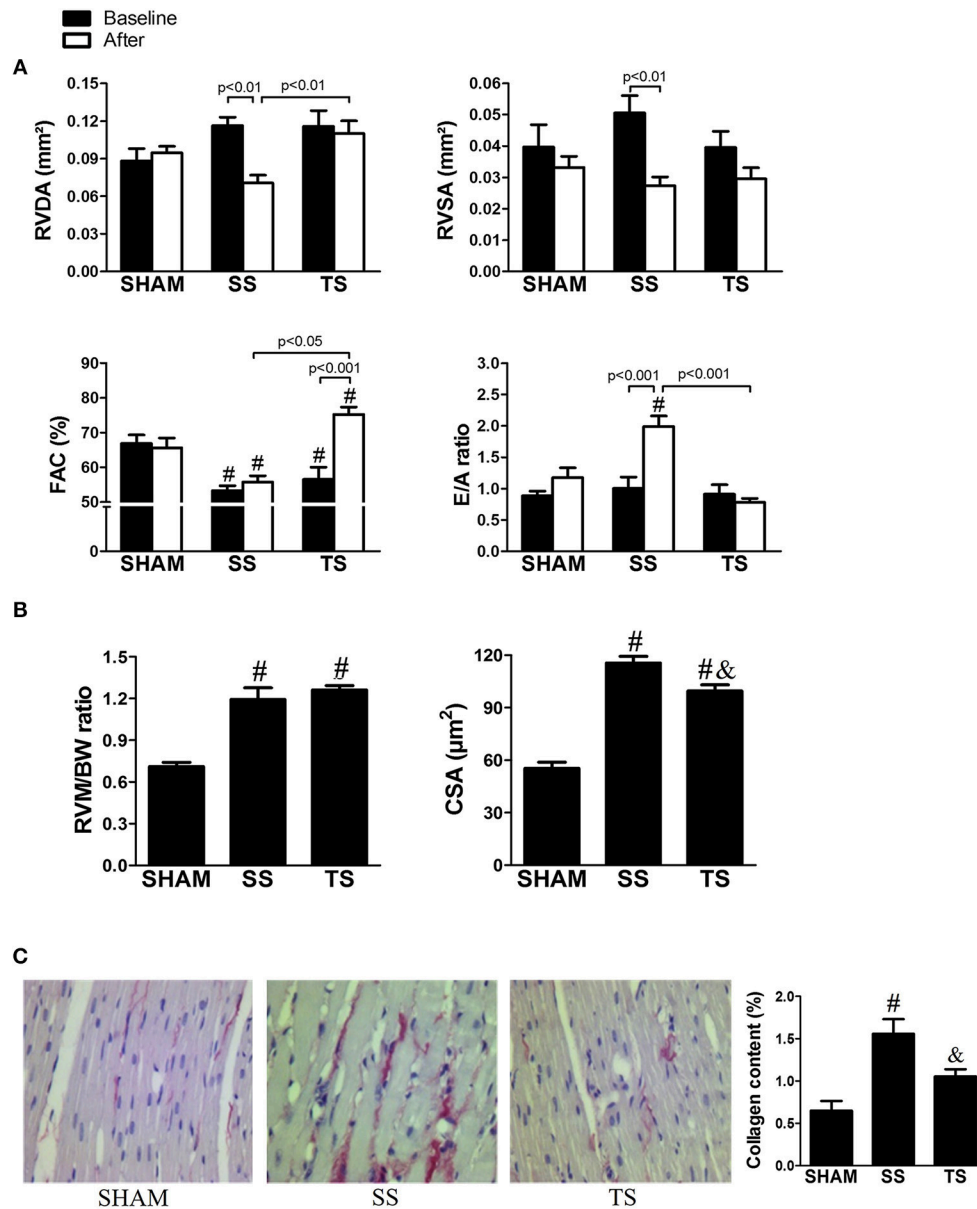 Baseline
After
A
RVDA (mm²)
0.15
0.12
0.09
0.06
0.03
0.00
p<0.01
p<0.01
SHAM SS TS
RVSA (mm²)
0.06
0.05
0.04
0.03
0.02
0.01
0.00
p<0.01
SHAM SS TS
FAC (%)
90
80
70
60
50
0
p<0.05
p<0.001
# # # #
SHAM SS TS
E/A ratio
3.0
2.5
2.0
1.5
1.0
0.5
0.0
p<0.001
p<0.001
#
SHAM SS TS
B
RVM/BW ratio
1.5
1.2
0.9
0.6
0.3
0.0
# #
SHAM SS TS
CSA (µm²)
120
90
60
30
0
# #&
SHAM SS TS
C
SHAM
SS
TS
Collagen content (%)
2.0
1.5
1.0
0.5
0.0
# &
SHAM SS TS